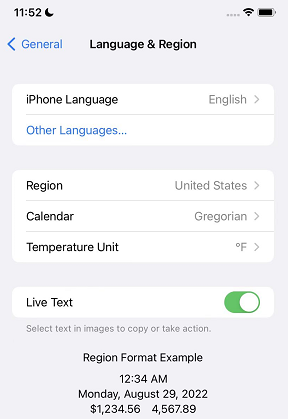 11:52
General
Language & Region
iPhone Language English
Other Languages...
Region United States
Calendar Gregorian
Temperature Unit °F
Live Text
Select text in images to copy or take action.
Region Format Example
12:34 AM
Monday, August 29, 2022
$1,234.56 4,567.89